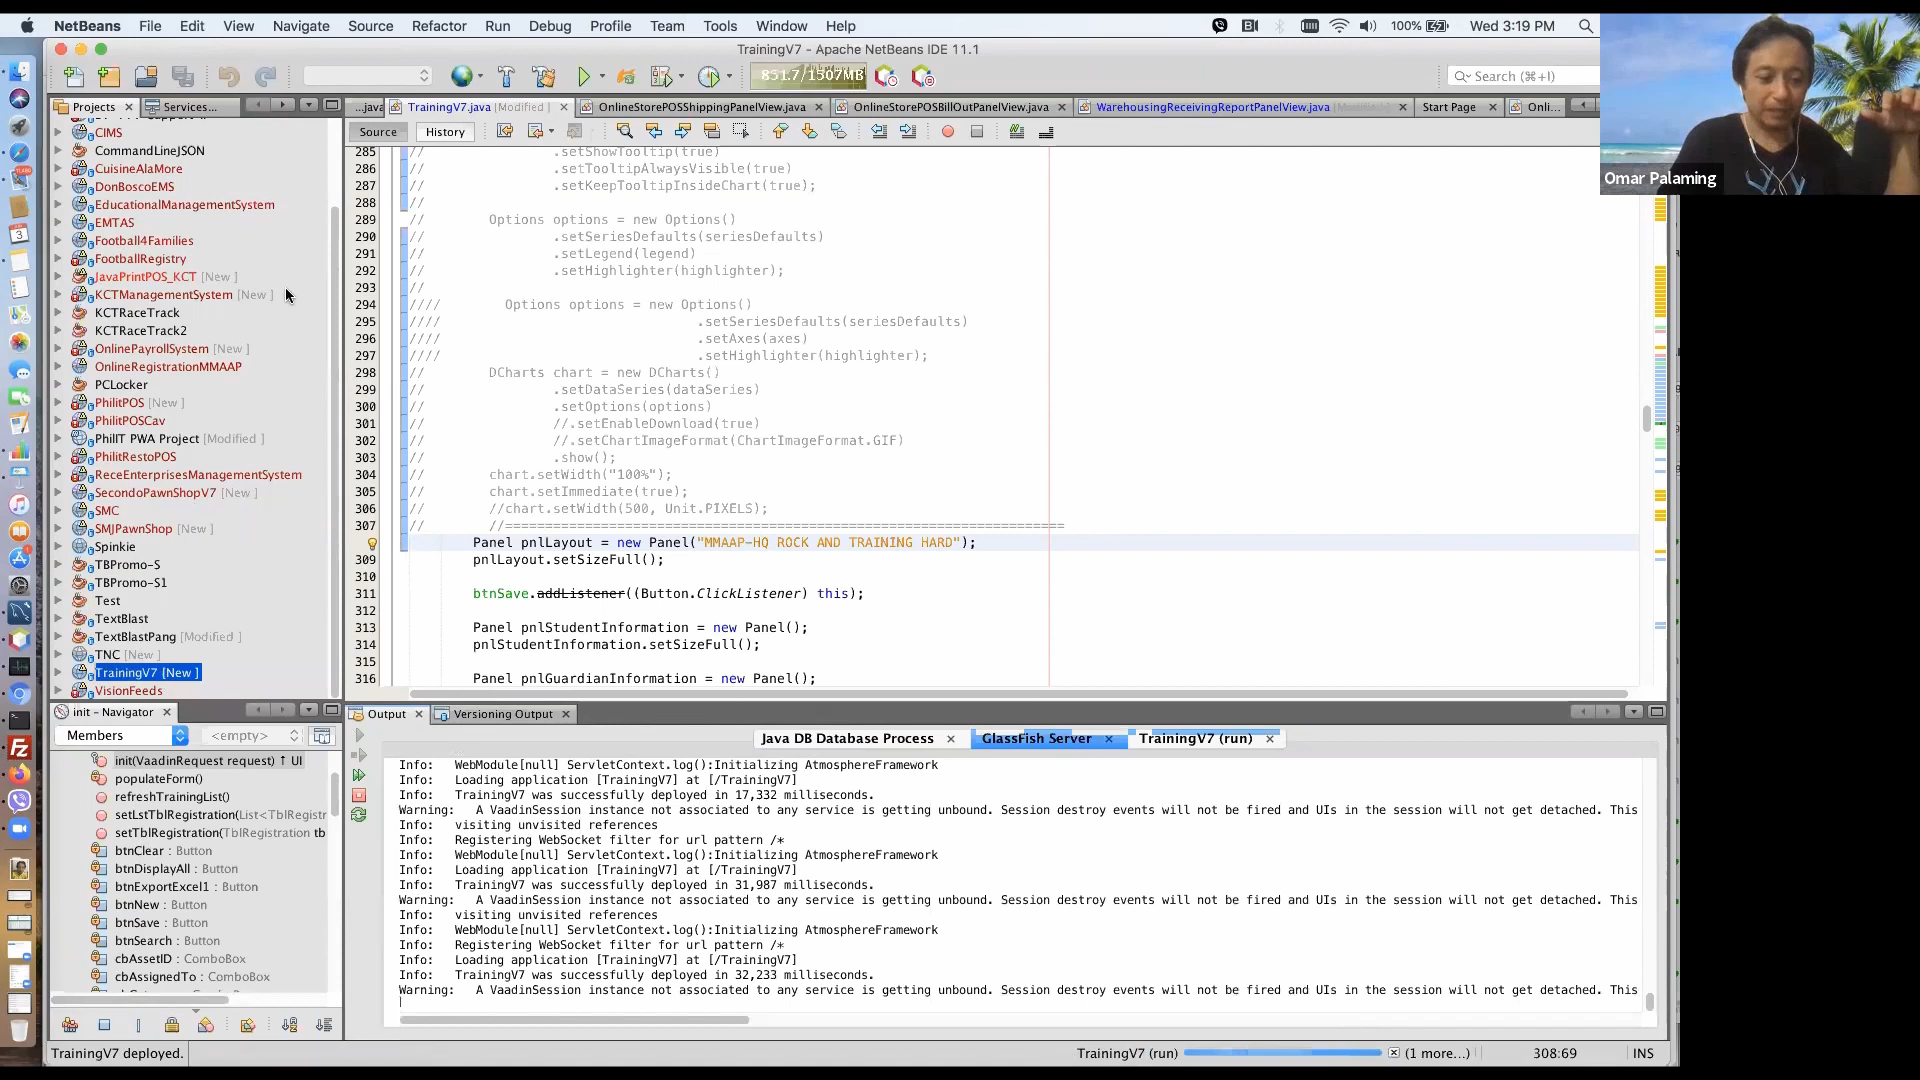 NetBeans File Edit View Navigate Source Refactor Run Debug Profile Team Tools Window Help
100% Wed 3:19 PM
TrainingV7 - Apache NetBeans IDE 11.1
851.7/1507MB
Search (⌘+I)
Omar Palaming
Projects
Services...
...java
TrainingV7.java [Modified]
OnlineStorePOSShippingPanelView.java
OnlineStorePOSBillOutPanelView.java
WarehousingReceivingReportPanelView.java
Start Page
Onli...
Source
History
CIMS
CommandLineJSON
CuisineAlaMore
DonBoscoEMS
EducationalManagementSystem
EMTAS
Football4Families
FootballRegistry
JavaPrintPOS_KCT [New ]
KCTManagementSystem [New ]
KCTRaceTrack
KCTRaceTrack2
OnlinePayrollSystem [New ]
OnlineRegistrationMMAAP
PCLocker
PhilitPOS [New ]
PhilitPOSCav
PhilIT PWA Project [Modified ]
PhilitRestoPOS
ReceEnterprisesManagementSystem
SecondoPawnShopV7 [New ]
SMC
SMJPawnShop [New ]
Spinkie
TBPromo-S
TBPromo-S1
Test
TextBlast
TextBlastPang [Modified ]
TNC [New ]
TrainingV7 [New ]
VisionFeeds
285 // .setShowTooltip(true)
286 // .setTooltipAlwaysVisible(true)
287 // .setKeepTooltipInsideChart(true);
288 //
289 // Options options = new Options()
290 // .setSeriesDefaults(seriesDefaults)
291 // .setLegend(legend)
292 // .setHighlighter(highlighter);
293 //
294 //// Options options = new Options()
295 //// .setSeriesDefaults(seriesDefaults)
296 //// .setAxes(axes)
297 //// .setHighlighter(highlighter);
298 // DCharts chart = new DCharts()
299 // .setDataSeries(dataSeries)
300 // .setOptions(options)
301 // //.setEnableDownload(true)
302 // //.setChartImageFormat(ChartImageFormat.GIF)
303 // .show();
304 // chart.setWidth("100%");
305 // chart.setImmediate(true);
306 // //chart.setWidth(500, Unit.PIXELS);
307 // //======================================================================
Panel pnlLayout = new Panel("MMAAP-HQ ROCK AND TRAINING HARD");
309 pnlLayout.setSizeFull();
310
311 btnSave.addListener((Button.ClickListener) this);
312
313 Panel pnlStudentInformation = new Panel();
314 pnlStudentInformation.setSizeFull();
315
316 Panel pnlGuardianInformation = new Panel();
init - Navigator
Members
<empty>
init(VaadinRequest request) ↑ UI
populateForm()
refreshTrainingList()
setLstTblRegistration(List<TblRegistr
setTblRegistration(TblRegistration tb
btnClear : Button
btnDisplayAll : Button
btnExportExcel1 : Button
btnNew : Button
btnSave : Button
btnSearch : Button
cbAssetID : ComboBox
cbAssignedTo : ComboBox
Output
Versioning Output
Java DB Database Process
GlassFish Server
TrainingV7 (run)
Info: WebModule[null] ServletContext.log():Initializing AtmosphereFramework
Info: Loading application [TrainingV7] at [/TrainingV7]
Info: TrainingV7 was successfully deployed in 17,332 milliseconds.
Warning: A VaadinSession instance not associated to any service is getting unbound. Session destroy events will not be fired and UIs in the session will not get detached. This
Info: visiting unvisited references
Info: Registering WebSocket filter for url pattern /*
Info: WebModule[null] ServletContext.log():Initializing AtmosphereFramework
Info: Loading application [TrainingV7] at [/TrainingV7]
Info: TrainingV7 was successfully deployed in 31,987 milliseconds.
Warning: A VaadinSession instance not associated to any service is getting unbound. Session destroy events will not be fired and UIs in the session will not get detached. This
Info: visiting unvisited references
Info: WebModule[null] ServletContext.log():Initializing AtmosphereFramework
Info: Registering WebSocket filter for url pattern /*
Info: Loading application [TrainingV7] at [/TrainingV7]
Info: TrainingV7 was successfully deployed in 32,233 milliseconds.
Warning: A VaadinSession instance not associated to any service is getting unbound. Session destroy events will not be fired and UIs in the session will not get detached. This
TrainingV7 deployed.
TrainingV7 (run)
(1 more...)
308:69
INS